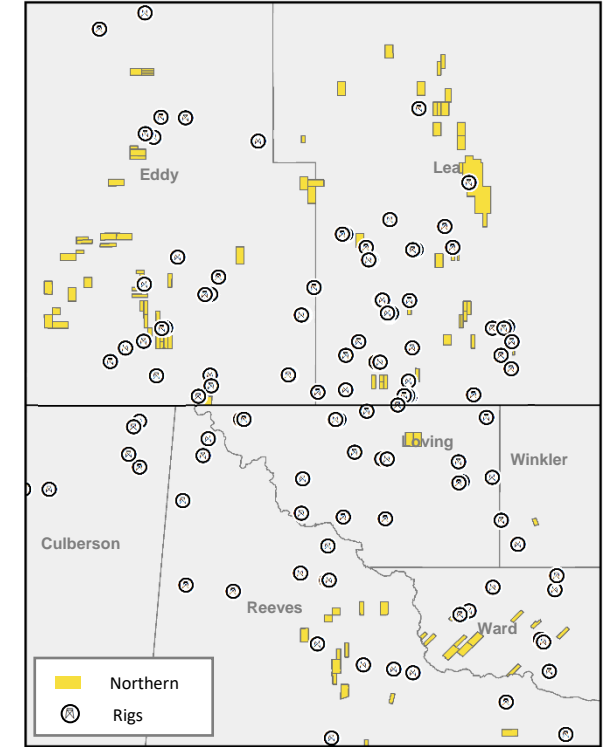 Eddy
Lea
Loving
Winkler
Culberson
Reeves
Ward
Northern
Rigs